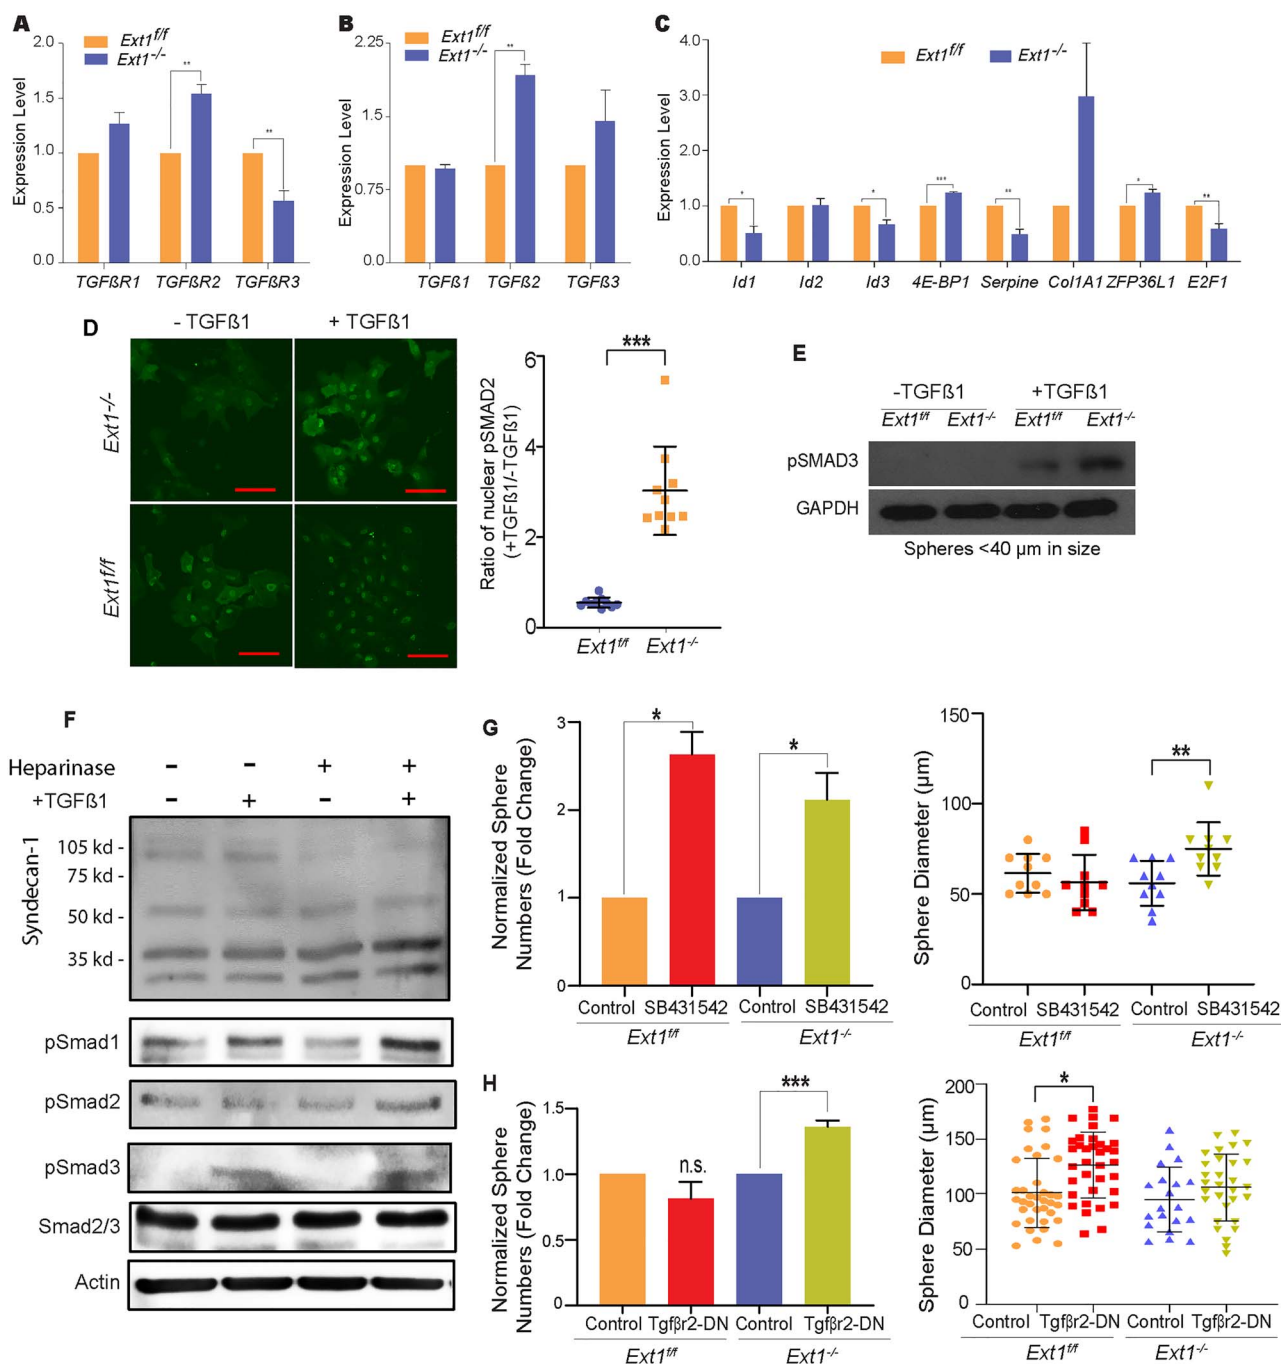 A
Ext1f/f
Ext1-/-
Expression Level
2.0
1.5
1.0
0.5
0.0
**
**
TGFßR1 TGFßR2 TGFßR3
B
Ext1f/f
Ext1-/-
Expression Level
2.25
1.5
0.75
0.0
**
TGFß1 TGFß2 TGFß3
C
Ext1f/f Ext1-/-
Expression Level
4.0
3.0
2.0
1.0
0.0
* * *** ** * **
Id1 Id2 Id3 4E-BP1 Serpine Col1A1 ZFP36L1 E2F1
D
- TGFß1 + TGFß1
Ext1-/-
Ext1f/f
Ratio of nuclear pSMAD2
(+TGFß1/-TGFß1)
6
4
2
0
***
Ext1f/f Ext1-/-
E
-TGFß1 +TGFß1
Ext1f/f Ext1-/- Ext1f/f Ext1-/-
pSMAD3
GAPDH
Spheres <40 µm in size
F
Heparinase - - + +
+TGFß1 - + - +
Syndecan-1
105 kd -
75 kd -
50 kd -
35 kd -
pSmad1
pSmad2
pSmad3
Smad2/3
Actin
G
Normalized Sphere
Numbers (Fold Change)
3
2
1
0
* *
Control SB431542 Control SB431542
Ext1f/f Ext1-/-
Sphere Diameter (µm)
150
100
50
0
**
Control SB431542 Control SB431542
Ext1f/f Ext1-/-
H
Normalized Sphere
Numbers (Fold Change)
1.5
1.0
0.5
0
n.s. ***
Control Tgfβr2-DN Control Tgfβr2-DN
Ext1f/f Ext1-/-
Sphere Diameter (µm)
200
150
100
50
0
*
Control Tgfβr2-DN Control Tgfβr2-DN
Ext1f/f Ext1-/-